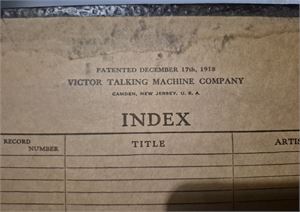 PATENTED DECEMBER 17th, 1918
VICTOR TALKING MACHINE COMPANY
CAMDEN, NEW JERSEY, U. S. A.
INDEX
RECORD NUMBER
TITLE
ARTIS